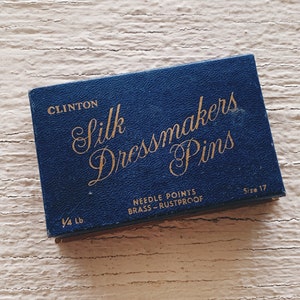 CLINTON
Silk
Dressmakers
Pins
NEEDLE POINTS
BRASS - RUSTPROOF
¼ Lb
Size 17